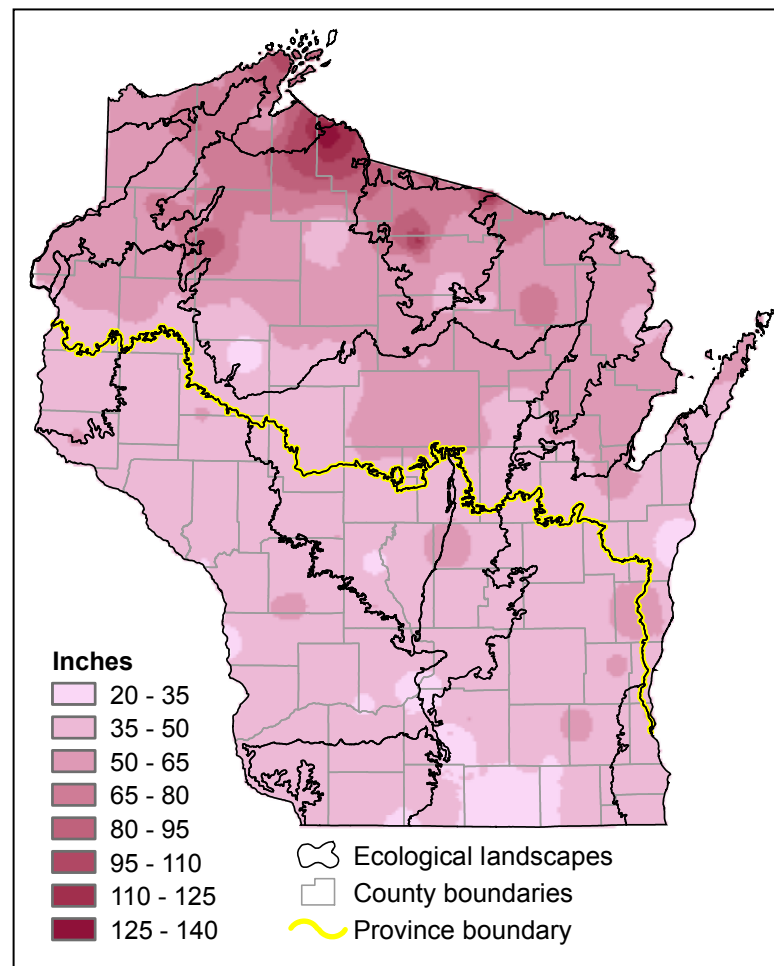 Inches
20 - 35
35 - 50
50 - 65
65 - 80
80 - 95
95 - 110
110 - 125
125 - 140
Ecological landscapes
County boundaries
Province boundary